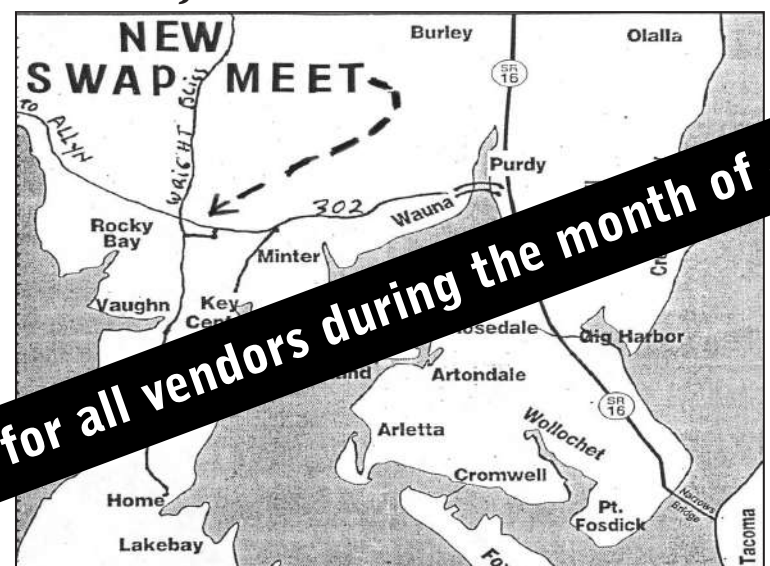 NEW
SWAP MEET
Burley
Olalla
SR
16
to
ALLYN
WRIGHT Bliss
Purdy
302
Wauna
Rocky
Bay
Minter
Vaughn
Key
for all vendors during the month of
Rosedale
Gig Harbor
Artondale
SR
16
Arletta
Wollochet
Cromwell
Home
Pt.
Fosdick
Narrows
Bridge
Lakebay
Tacoma